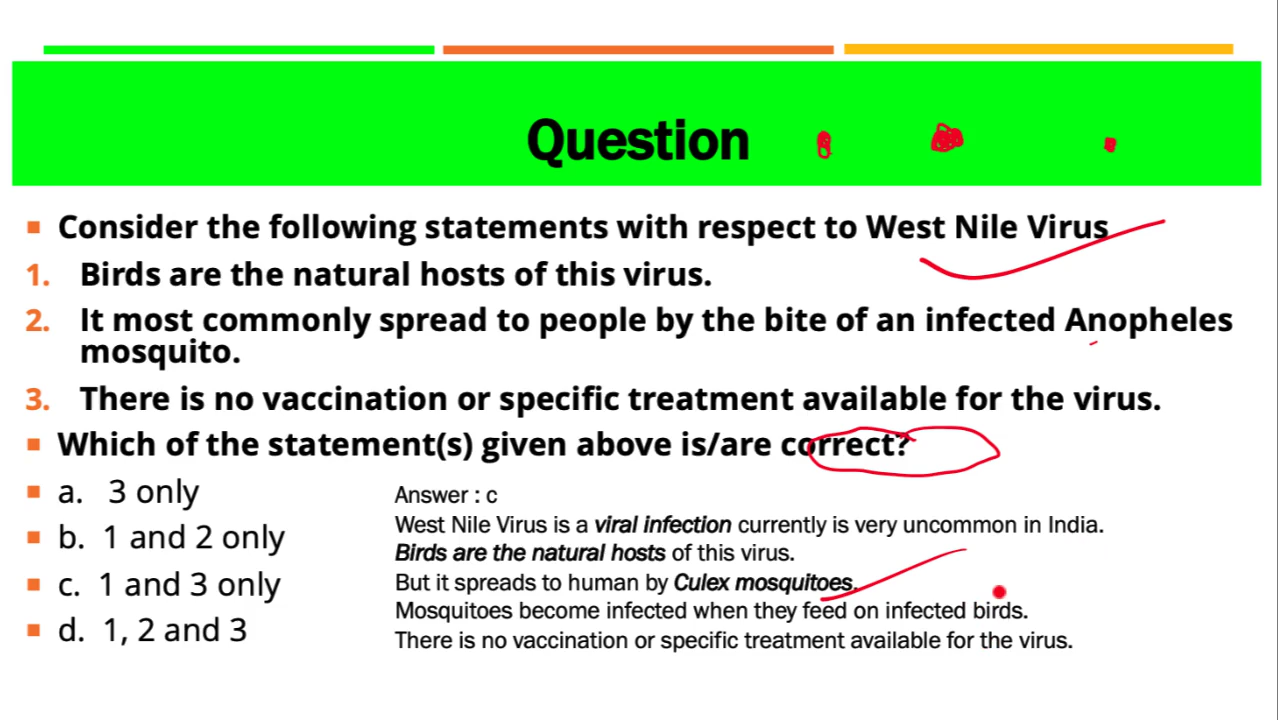 Question
Consider the following statements with respect to West Nile Virus
1. Birds are the natural hosts of this virus.
2. It most commonly spread to people by the bite of an infected Anopheles
mosquito.
3. There is no vaccination or specific treatment available for the virus.
Which of the statement(s) given above is/are correct?
a. 3 only
b. 1 and 2 only
c. 1 and 3 only
d. 1, 2 and 3
Answer : c
West Nile Virus is a viral infection currently is very uncommon in India.
Birds are the natural hosts of this virus.
But it spreads to human by Culex mosquitoes.
Mosquitoes become infected when they feed on infected birds.
There is no vaccination or specific treatment available for the virus.